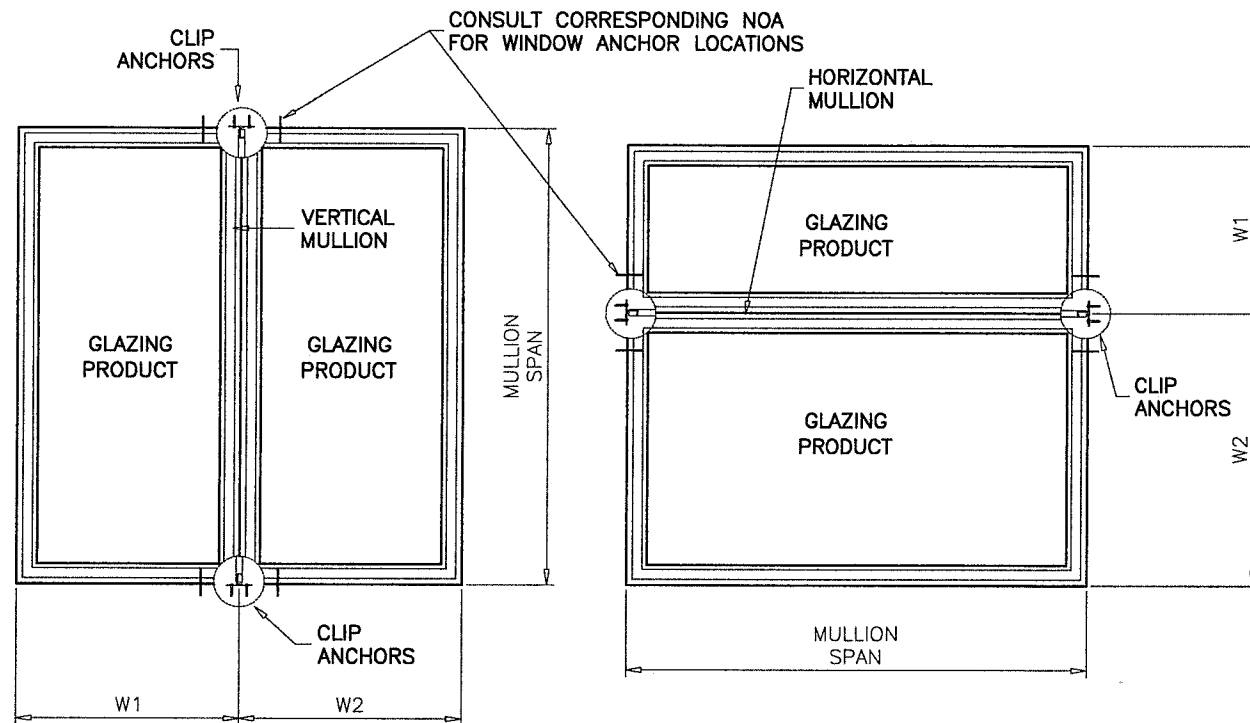 CONSULT CORRESPONDING NOA
FOR WINDOW ANCHOR LOCATIONS
CLIP
ANCHORS
HORIZONTAL
MULLION
VERTICAL
MULLION
GLAZING
PRODUCT
GLAZING
PRODUCT
MULLION
SPAN
CLIP
ANCHORS
W1
W2
GLAZING
PRODUCT
GLAZING
PRODUCT
W1
W2
CLIP
ANCHORS
MULLION
SPAN